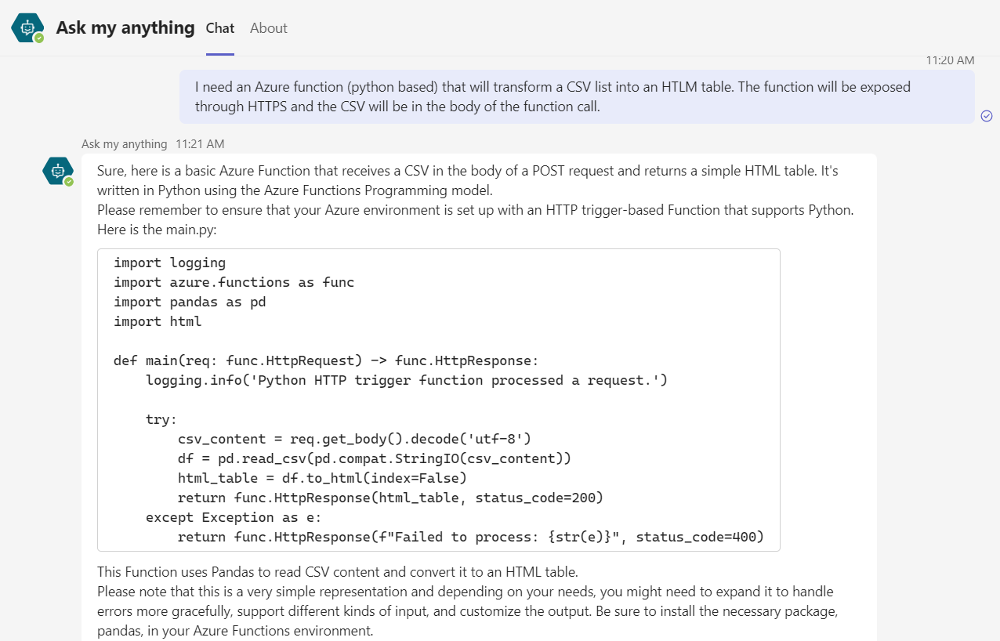 Ask my anything Chat About
11:20 AM
I need an Azure function (python based) that will transform a CSV list into an HTLM table. The function will be exposed
through HTTPS and the CSV will be in the body of the function call.
Ask my anything 11:21 AM
Sure, here is a basic Azure Function that receives a CSV in the body of a POST request and returns a simple HTML table. It's
written in Python using the Azure Functions Programming model.
Please remember to ensure that your Azure environment is set up with an HTTP trigger-based Function that supports Python.
Here is the main.py:
import logging
import azure.functions as func
import pandas as pd
import html
def main(req: func.HttpRequest) -> func.HttpResponse:
    logging.info('Python HTTP trigger function processed a request.')
    try:
        csv_content = req.get_body().decode('utf-8')
        df = pd.read_csv(pd.compat.StringIO(csv_content))
        html_table = df.to_html(index=False)
        return func.HttpResponse(html_table, status_code=200)
    except Exception as e:
        return func.HttpResponse(f"Failed to process: {str(e)}", status_code=400)
This Function uses Pandas to read CSV content and convert it to an HTML table.
Please note that this is a very simple representation and depending on your needs, you might need to expand it to handle
errors more gracefully, support different kinds of input, and customize the output. Be sure to install the necessary package,
pandas, in your Azure Functions environment.